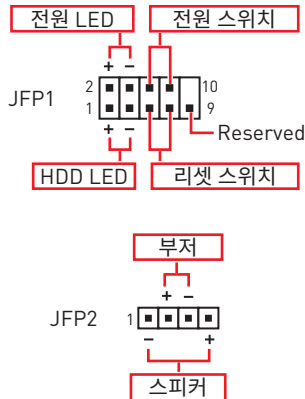 전원 LED 전원 스위치
+ −
2 10
JFP1
1 9
+ − Reserved
HDD LED 리셋 스위치
부저
+ −
JFP2 1
− +
스피커